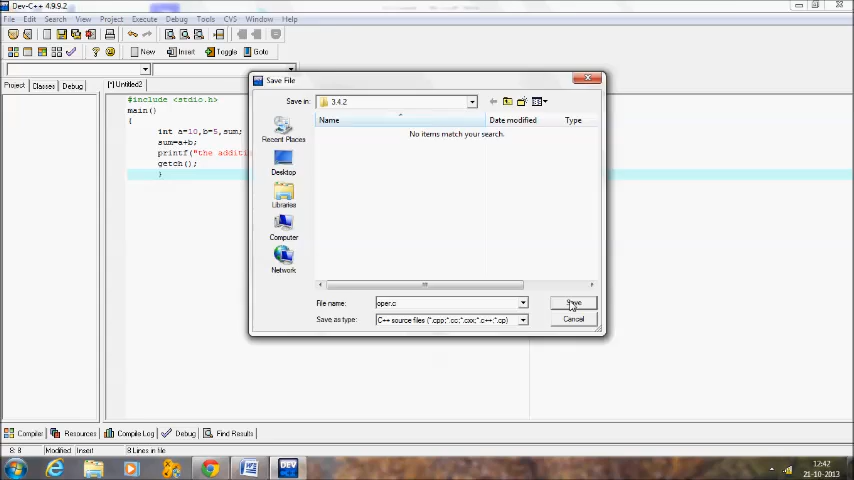 Dev-C++ 4.9.9.2
File Edit Search View Project Execute Debug Tools CVS Window Help
New Insert Toggle Goto
Project Classes Debug
[*] Untitled2
#include <stdio.h>
main()
{
int a=10,b=5,sum;
sum=a+b;
printf("the additi
getch();
}
Save File
Save in: 3.4.2
Name Date modified Type
No items match your search.
Recent Places
Desktop
Libraries
Computer
Network
File name: oper.c Save
Save as type: C++ source files (*.cpp;*.cc;*.cxx;*.c++;*.cp) Cancel
Compiler Resources Compile Log Debug Find Results
8: 8 Modified Insert 8 Lines in file
DEV
12:42
21-10-2013